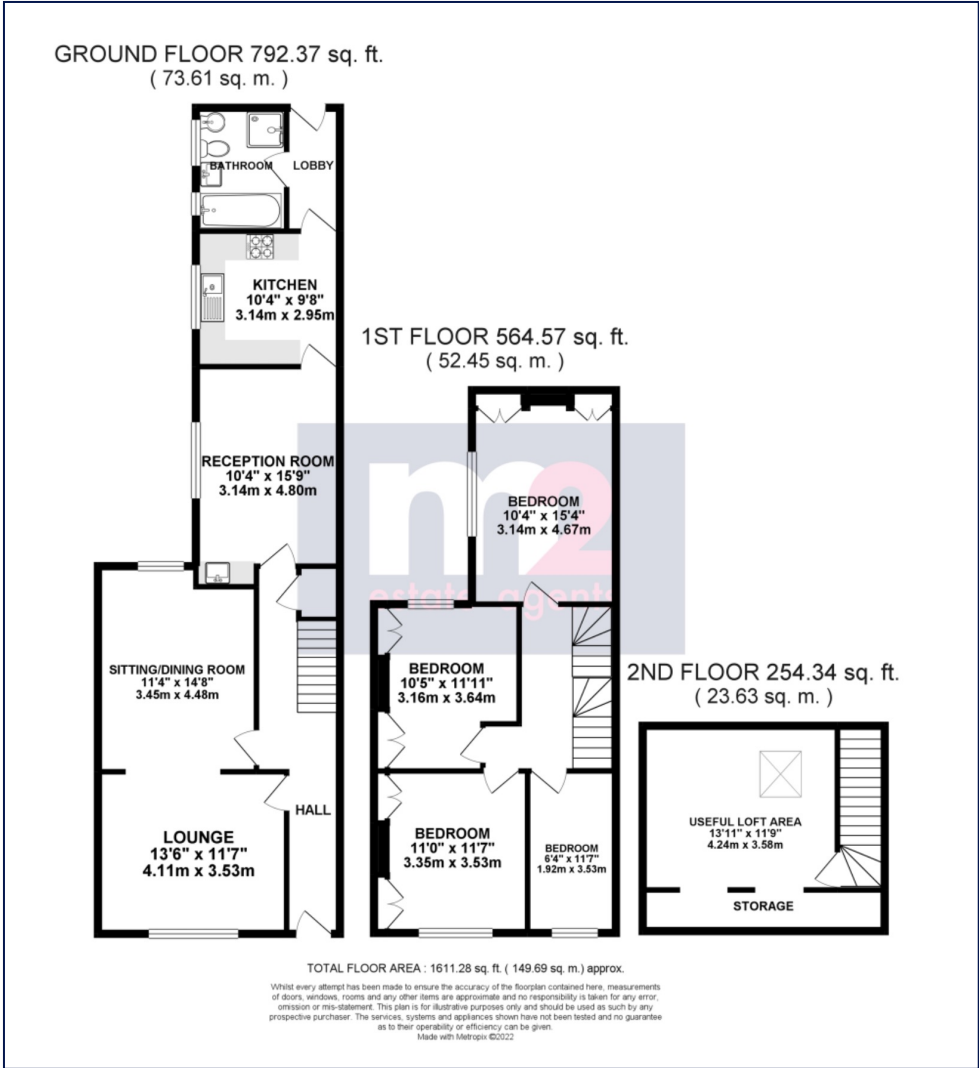 GROUND FLOOR 792.37 sq. ft.
( 73.61 sq. m. )
BATHROOM
LOBBY
KITCHEN
10'4" x 9'8"
3.14m x 2.95m
RECEPTION ROOM
10'4" x 15'9"
3.14m x 4.80m
SITTING/DINING ROOM
11'4" x 14'8"
3.45m x 4.48m
HALL
LOUNGE
13'6" x 11'7"
4.11m x 3.53m
1ST FLOOR 564.57 sq. ft.
( 52.45 sq. m. )
m2
estate agents
BEDROOM
10'4" x 15'4"
3.14m x 4.67m
BEDROOM
10'5" x 11'11"
3.16m x 3.64m
BEDROOM
11'0" x 11'7"
3.35m x 3.53m
BEDROOM
6'4" x 11'7"
1.92m x 3.53m
2ND FLOOR 254.34 sq. ft.
( 23.63 sq. m. )
USEFUL LOFT AREA
13'11" x 11'9"
4.24m x 3.58m
STORAGE
TOTAL FLOOR AREA : 1611.28 sq. ft. ( 149.69 sq. m.) approx.
Whilst every attempt has been made to ensure the accuracy of the floorplan contained here, measurements
of doors, windows, rooms and any other items are approximate and no responsibility is taken for any error,
omission or mis-statement. This plan is for illustrative purposes only and should be used as such by any
prospective purchaser. The services, systems and appliances shown have not been tested and no guarantee
as to their operability or efficiency can be given.
Made with Metropix ©2022